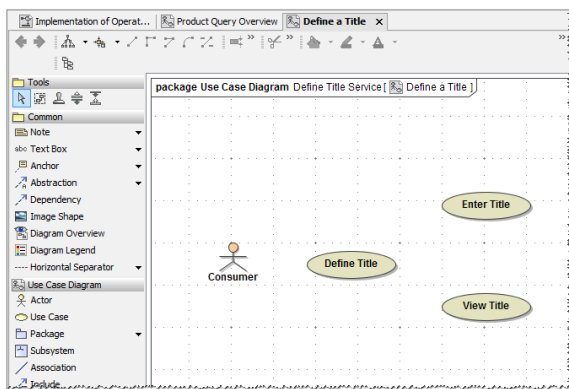 Implementation of Operat...
Product Query Overview
Define a Title
Tools
Common
Note
abc Text Box
Anchor
Abstraction
Dependency
Image Shape
Diagram Overview
Diagram Legend
Horizontal Separator
Use Case Diagram
Actor
Use Case
Package
Subsystem
Association
Include
package Use Case Diagram Define Title Service[ Define a Title ]
Enter Title
Define Title
Consumer
View Title